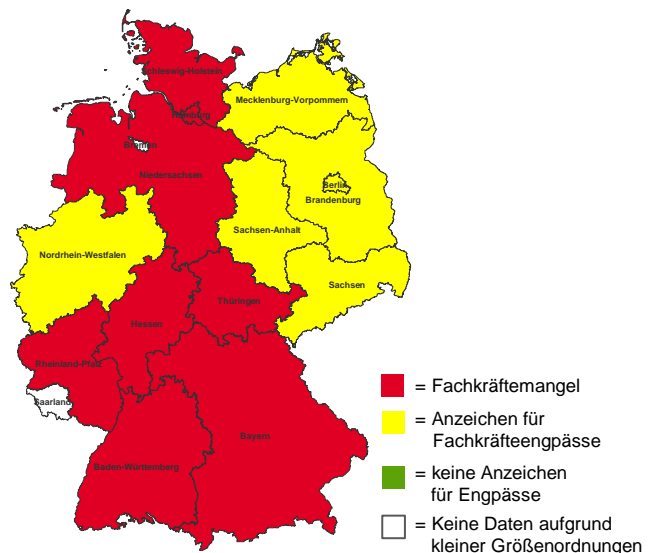 Schleswig-Holstein
Mecklenburg-Vorpommern
Hamburg
Bremen
Niedersachsen
Berlin
Brandenburg
Sachsen-Anhalt
Nordrhein-Westfalen
Sachsen
Thüringen
Hessen
Rheinland-Pfalz
Saarland
Bayern
Baden-Württemberg
= Fachkräftemangel
= Anzeichen für
Fachkräfteengpässe
= keine Anzeichen
für Engpässe
= Keine Daten aufgrund
kleiner Größenordnungen